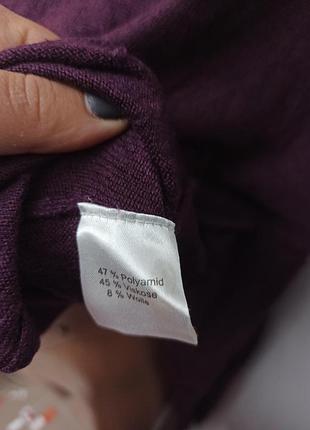 47 % Polyamid
45 % Viskose
8 % Wolle